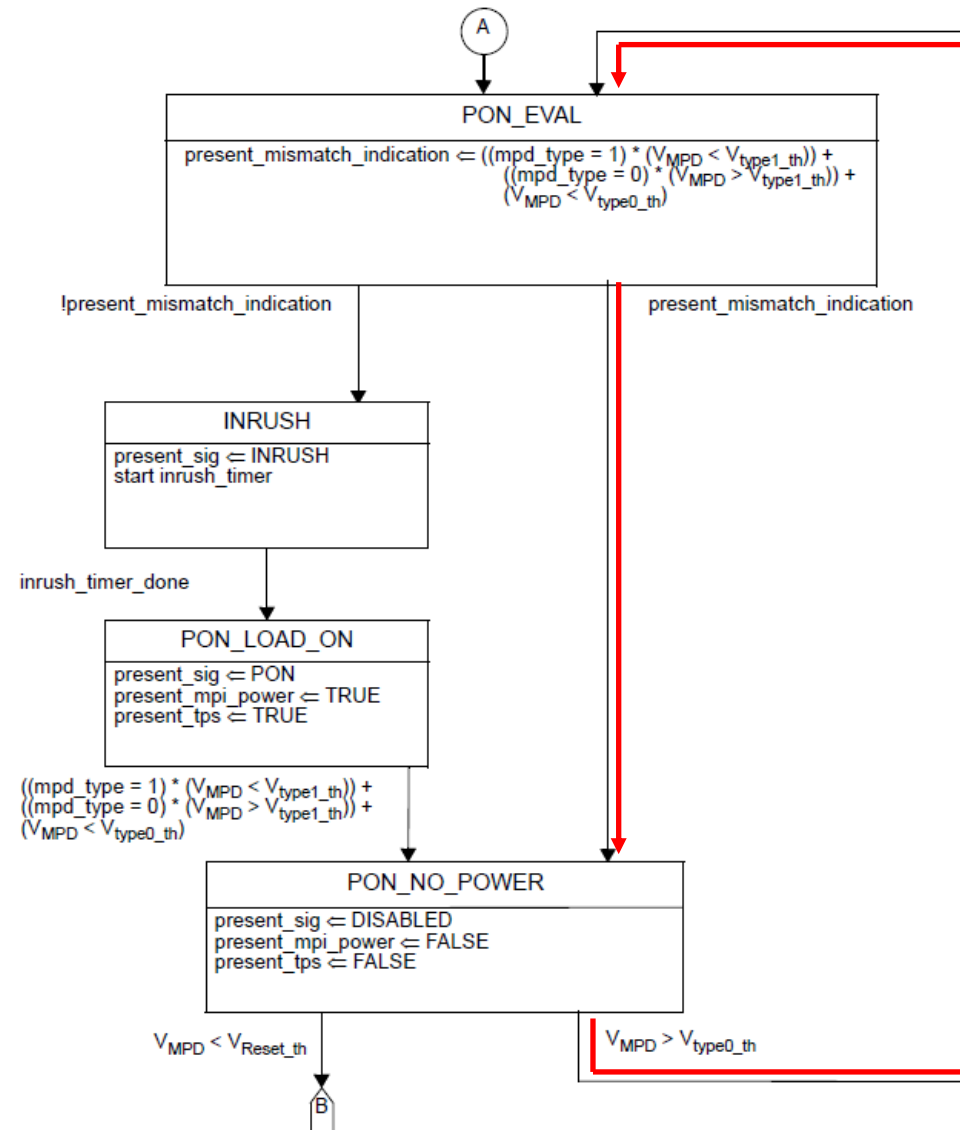 A
PON_EVAL
present_mismatch_indication ⇐ ((mpd_type = 1) * (VMPD < Vtype1_th)) +
((mpd_type = 0) * (VMPD > Vtype1_th)) +
(VMPD < Vtype0_th)
!present_mismatch_indication
present_mismatch_indication
INRUSH
present_sig ⇐ INRUSH
start inrush_timer
inrush_timer_done
PON_LOAD_ON
present_sig ⇐ PON
present_mpi_power ⇐ TRUE
present_tps ⇐ TRUE
((mpd_type = 1) * (VMPD < Vtype1_th)) +
((mpd_type = 0) * (VMPD > Vtype1_th)) +
(VMPD < Vtype0_th)
PON_NO_POWER
present_sig ⇐ DISABLED
present_mpi_power ⇐ FALSE
present_tps ⇐ FALSE
VMPD < VReset_th
VMPD > Vtype0_th
B